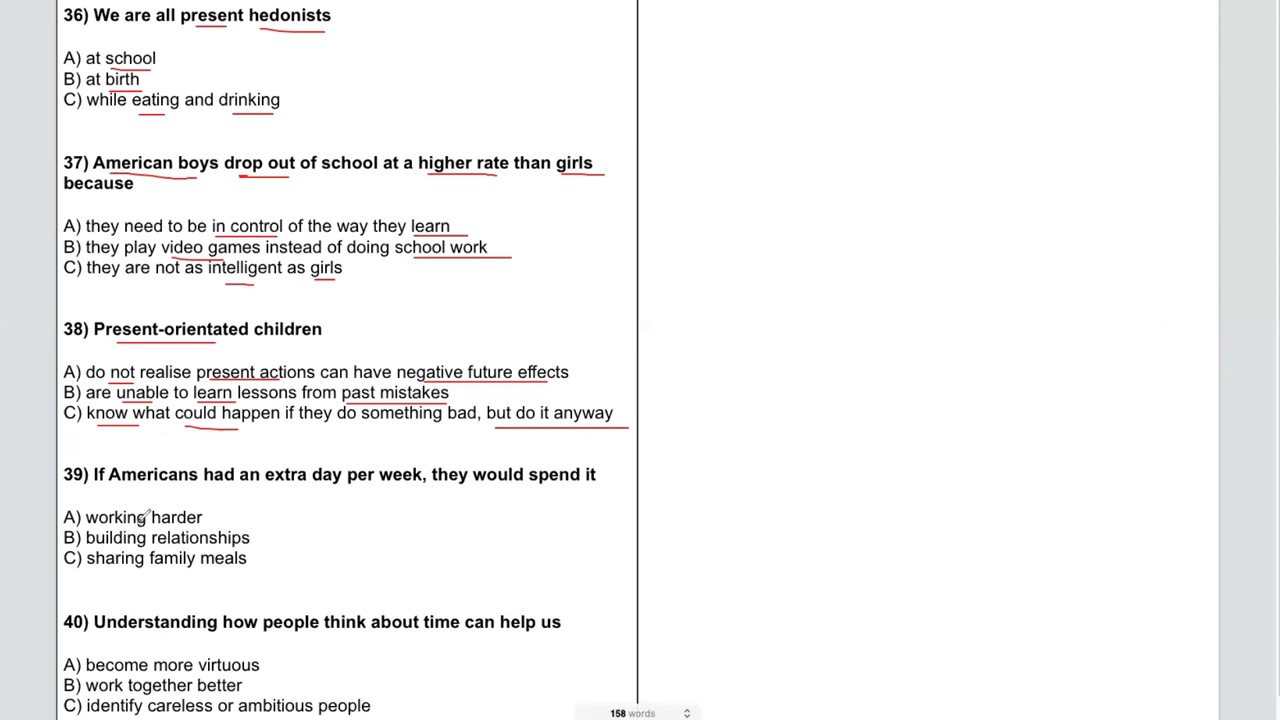 36) We are all present hedonists
A) at school
B) at birth
C) while eating and drinking
37) American boys drop out of school at a higher rate than girls
because
A) they need to be in control of the way they learn
B) they play video games instead of doing school work
C) they are not as intelligent as girls
38) Present-orientated children
A) do not realise present actions can have negative future effects
B) are unable to learn lessons from past mistakes
C) know what could happen if they do something bad, but do it anyway
39) If Americans had an extra day per week, they would spend it
A) working harder
B) building relationships
C) sharing family meals
40) Understanding how people think about time can help us
A) become more virtuous
B) work together better
C) identify careless or ambitious people
158 words